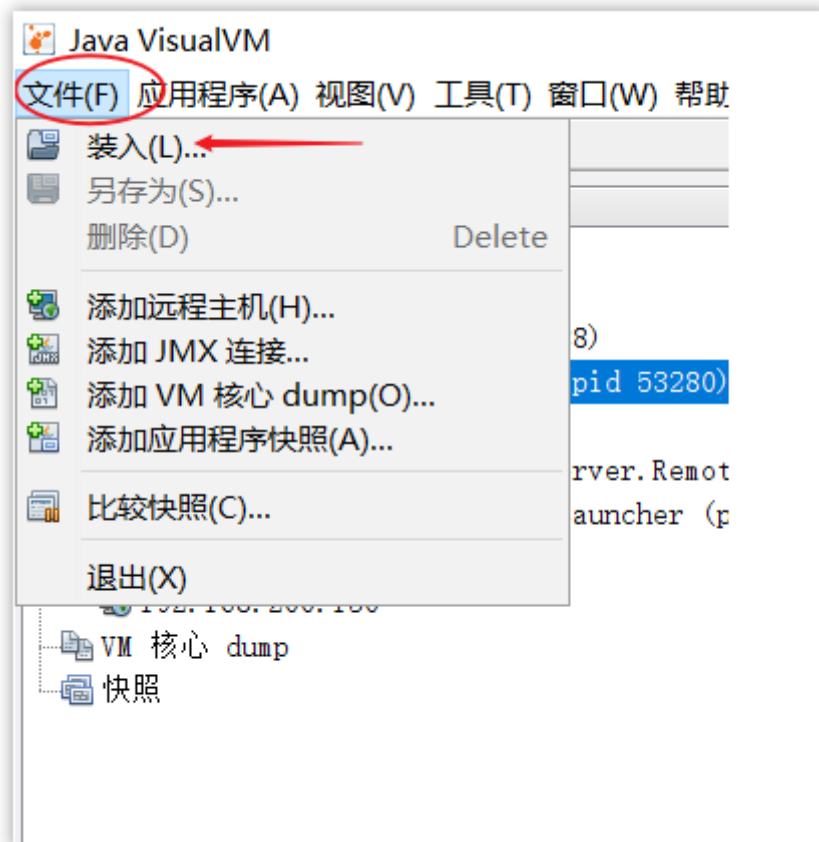 Java VisualVM
文件(F) 应用程序(A) 视图(V) 工具(T) 窗口(W) 帮助
装入(L)...
另存为(S)...
删除(D) Delete
添加远程主机(H)...
8)
添加 JMX 连接...
pid 53280)
添加 VM 核心 dump(O)...
添加应用程序快照(A)...
rver.Remot
比较快照(C)...
auncher (p
退出(X)
VM 核心 dump
快照